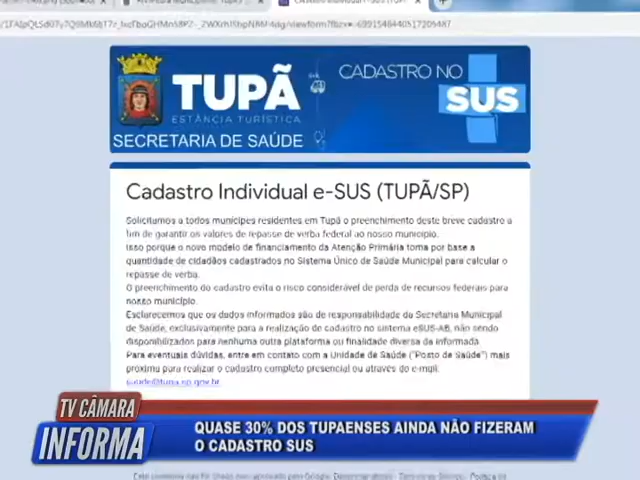 TUPÃ
ESTÂNCIA TURÍSTICA
SECRETARIA DE SAÚDE
CADASTRO NO
SUS
Cadastro Individual e-SUS (TUPÃ/SP)
Solicitamos a todos munícipes residentes em Tupã o preenchimento deste breve cadastro a
fim de garantir os valores de repasse de verba federal ao nosso município.
Isso porque o novo modelo de financiamento da Atenção Primária toma por base a
quantidade de cidadãos cadastrados no Sistema Único de Saúde Municipal para calcular o
repasse de verba.
O preenchimento do cadastro evita o risco considerável de perda de recursos federais para
nosso município.
Esclarecemos que os dados informados são de responsabilidade da Secretaria Municipal
de Saúde, exclusivamente para a realização de cadastro no sistema eSUS-AB, não sendo
disponibilizados para nenhuma outra plataforma ou finalidade diversa da informada.
Para eventuais dúvidas, entre em contato com a Unidade de Saúde ("Posto de Saúde") mais
próxima para realizar o cadastro completo presencial ou através do e-mail:
saude@tupa.sp.gov.br
TV CÂMARA
INFORMA
QUASE 30% DOS TUPAENSES AINDA NÃO FIZERAM
O CADASTRO SUS